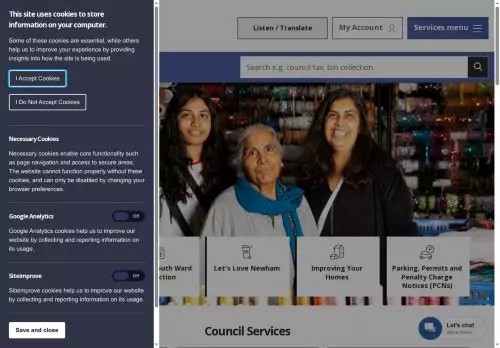 This site uses cookies to store
information on your computer.
Some of these cookies are essential, while others
help us to improve your experience by providing
insights into how the site is being used.
I Accept Cookies
I Do Not Accept Cookies
Necessary Cookies
Necessary cookies enable core functionality such
as page navigation and access to secure areas.
The website cannot function properly without these
cookies, and can only be disabled by changing your
browser preferences.
Google Analytics
Off
Google Analytics cookies help us to improve our
website by collecting and reporting information on
its usage.
Siteimprove
Off
Siteimprove cookies help us to improve our
website by collecting and reporting information on
its usage.
Save and close
Listen / Translate
My Account
Services menu
Search e.g. council-tax, bin collection
outh Ward
ction
Let's Love Newham
Improving Your
Homes
Parking, Permits and
Penalty Charge
Notices (PCNs)
Council Services
Let's chat